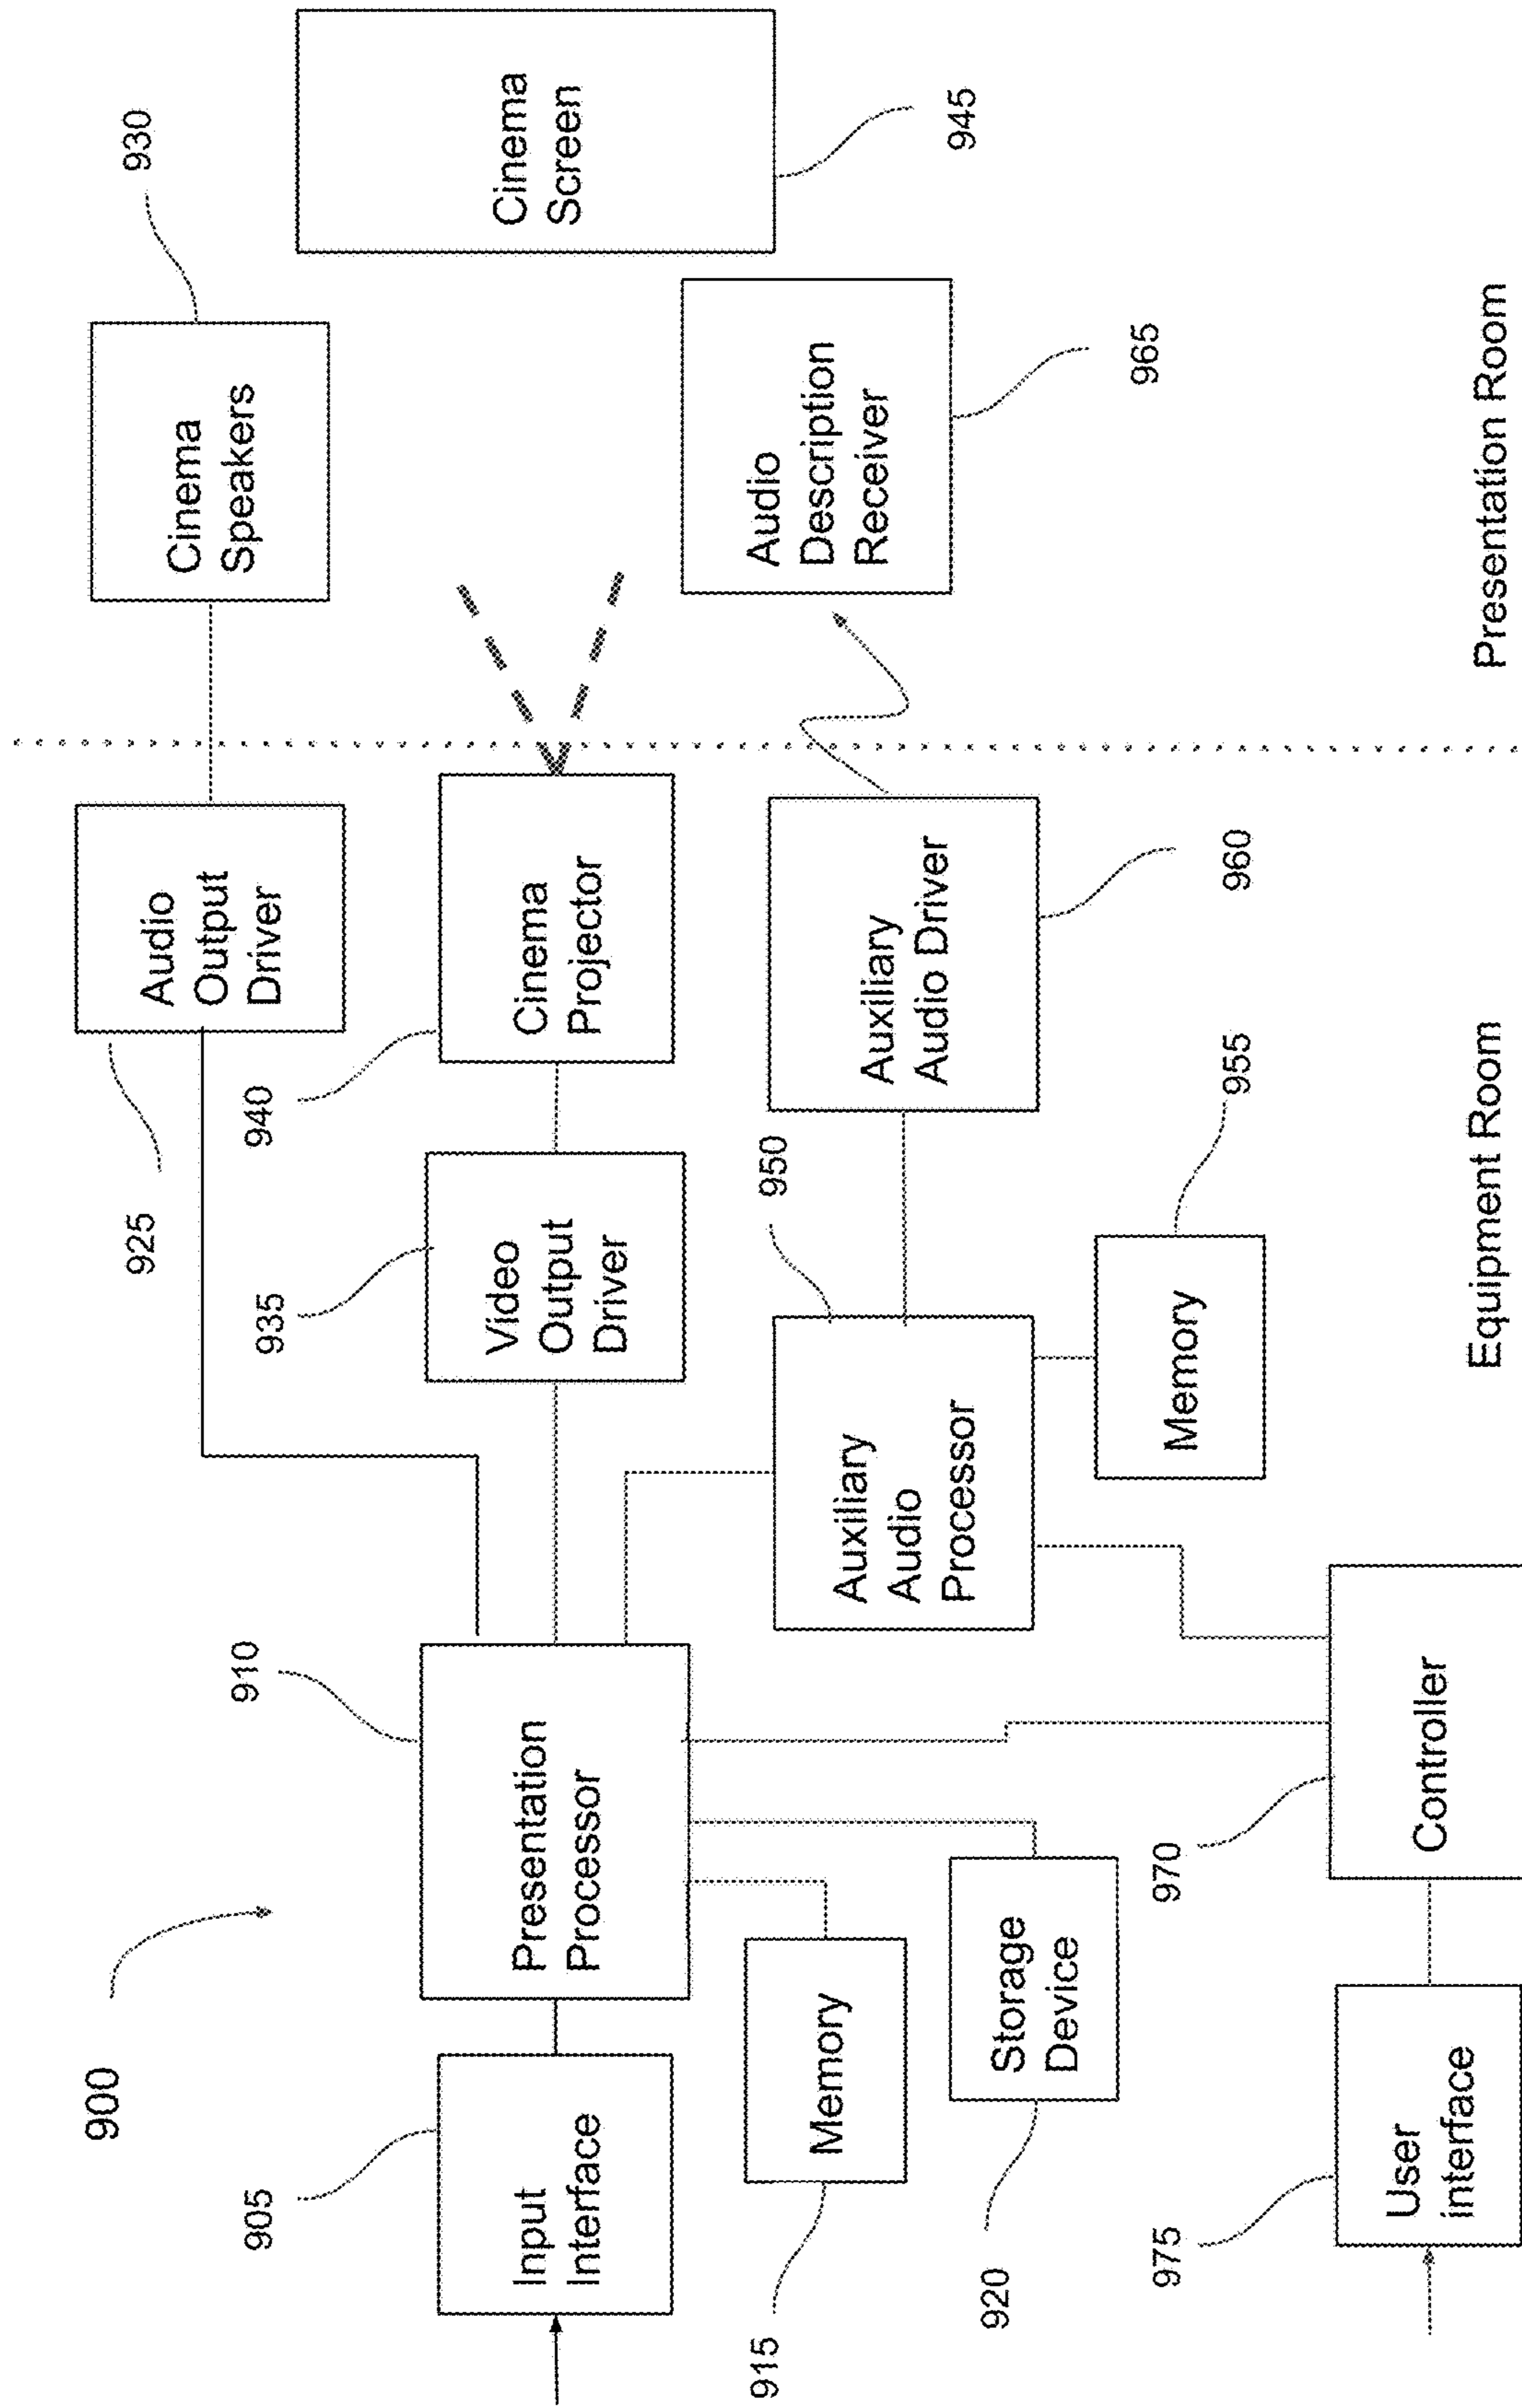 900
905
Input
Interface
910
Presentation
Processor
915
Memory
920
Storage
Device
925
Audio
Output
Driver
930
Cinema
Speakers
935
Video
Output
Driver
940
Cinema
Projector
Cinema
Screen
945
950
Auxiliary
Audio
Processor
955
Memory
960
Auxiliary
Audio Driver
Audio
Description
Receiver
965
970
Controller
975
User
interface
Equipment Room
Presentation Room